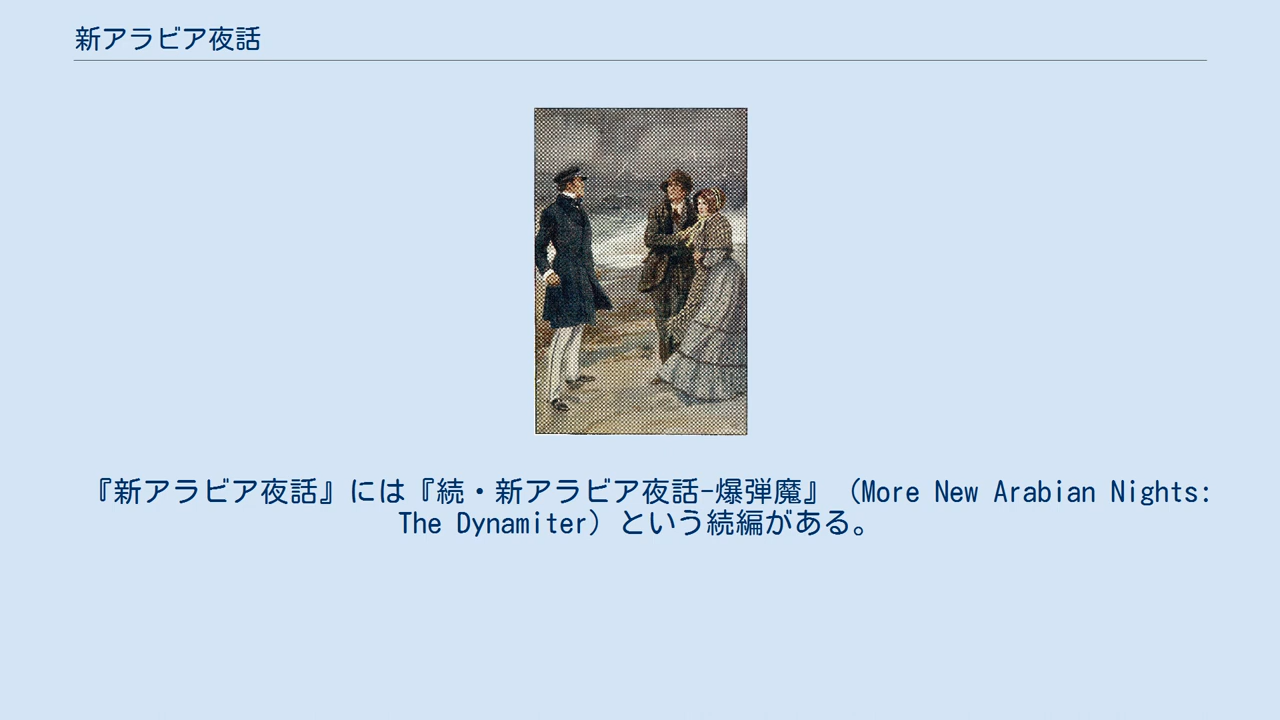 新アラビア夜話
『新アラビア夜話』には『続・新アラビア夜話−爆弾魔』（More New Arabian Nights:
The Dynamiter）という続編がある。